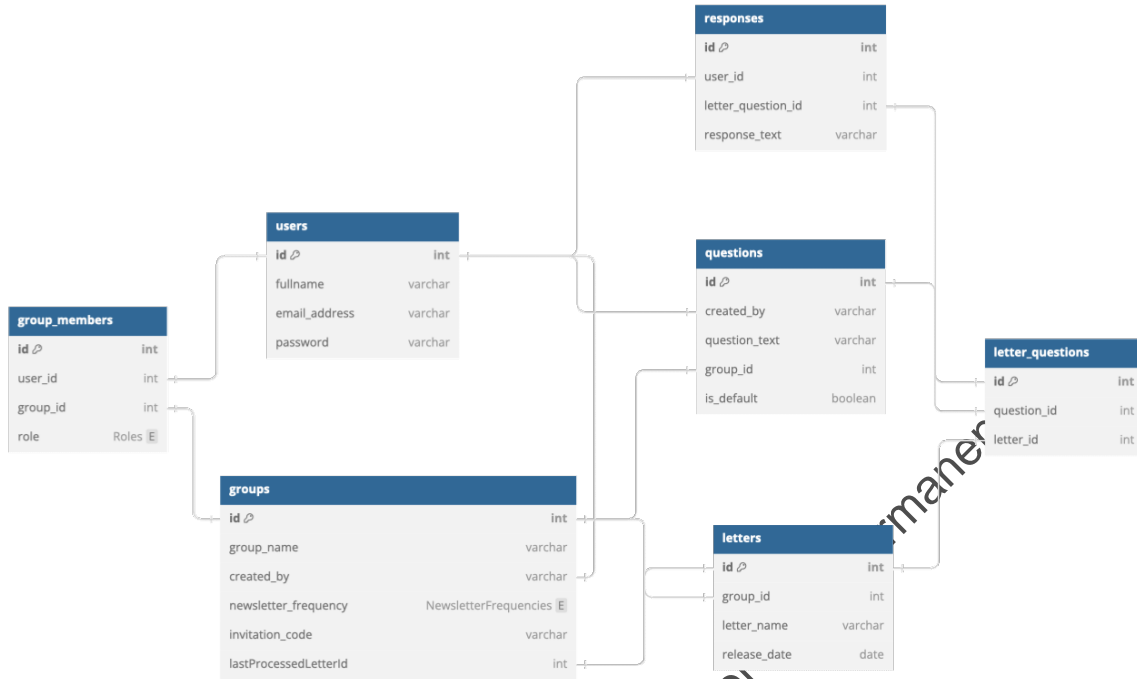 responses
id int
user_id int
letter_question_id int
response_text varchar
users
id int
fullname varchar
email_address varchar
password varchar
questions
id int
created_by varchar
question_text varchar
group_id int
is_default boolean
group_members
id int
user_id int
group_id int
role Roles E
letter_questions
id int
question_id int
letter_id int
groups
id int
group_name varchar
created_by varchar
newsletter_frequency NewsletterFrequencies E
invitation_code varchar
lastProcessedLetterId int
letters
id int
group_id int
letter_name varchar
release_date date